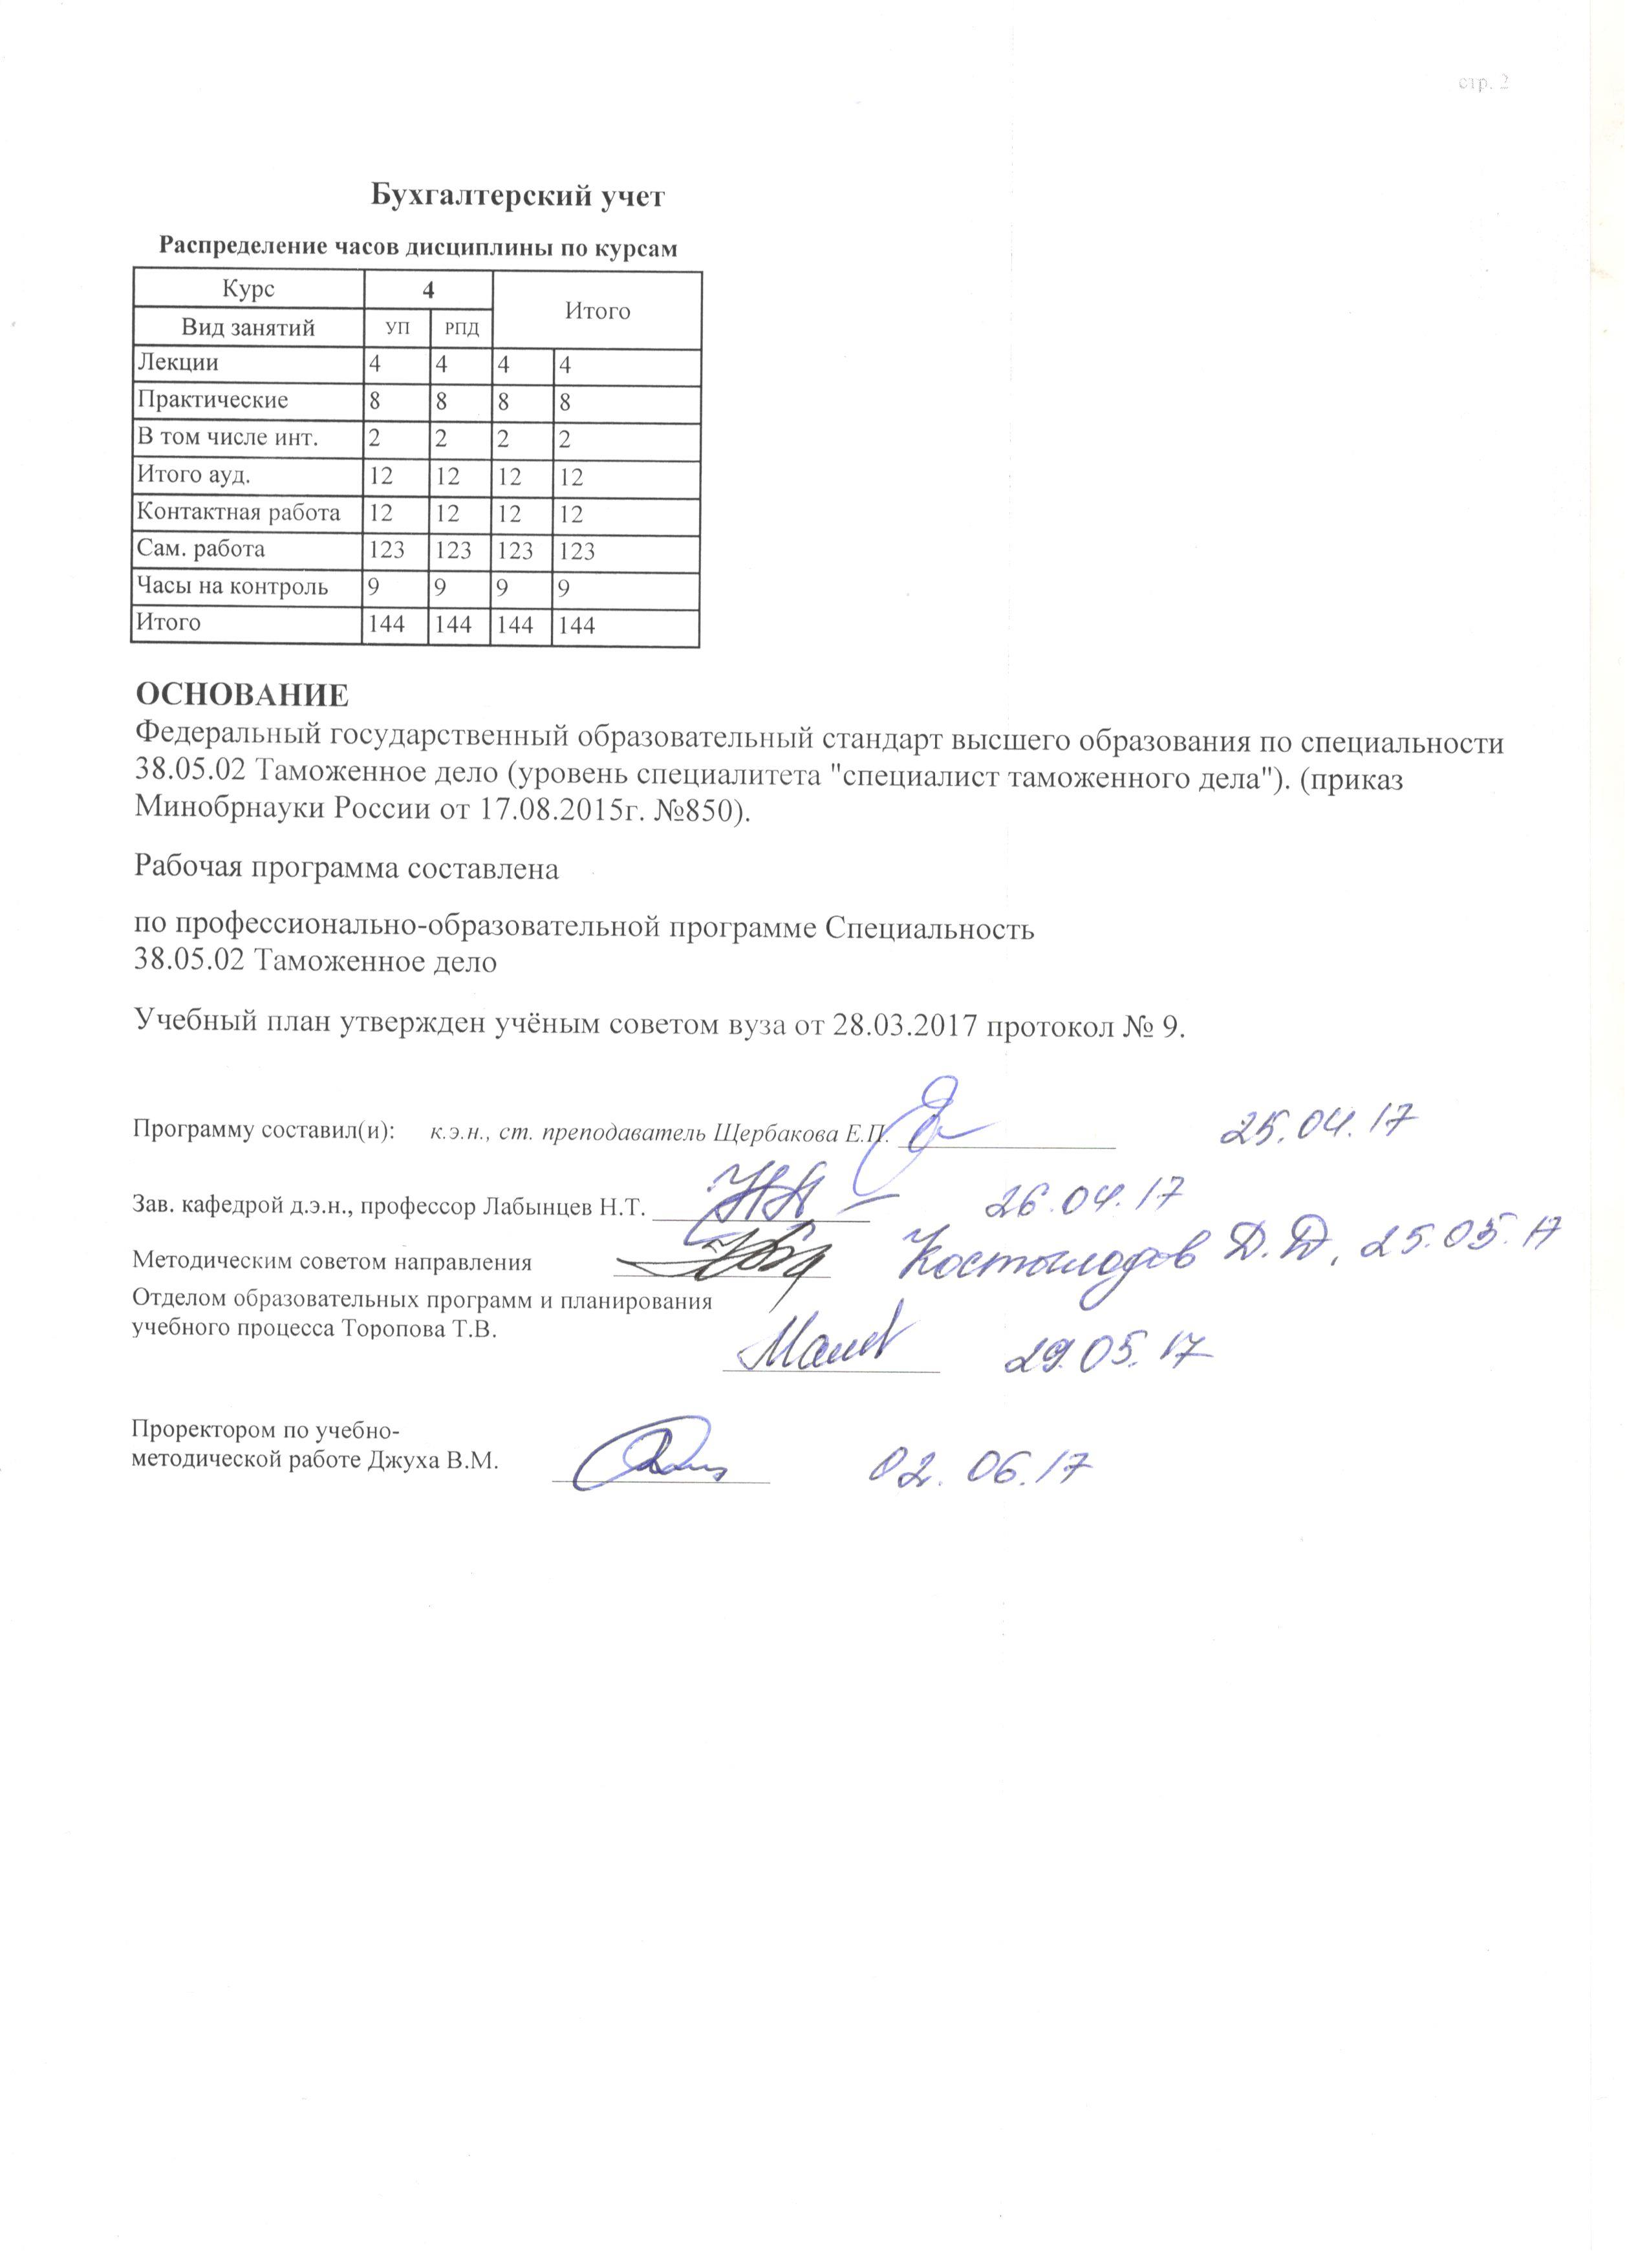 стр. 2
Бухгалтерский учет
Распределение часов дисциплины по курсам
Курс 4 Итого
Вид занятий УП РПД
Лекции 4 4 4 4
Практические 8 8 8 8
В том числе инт. 2 2 2 2
Итого ауд. 12 12 12 12
Контактная работа 12 12 12 12
Сам. работа 123 123 123 123
Часы на контроль 9 9 9 9
Итого 144 144 144 144
ОСНОВАНИЕ
Федеральный государственный образовательный стандарт высшего образования по специальности
38.05.02 Таможенное дело (уровень специалитета "специалист таможенного дела"). (приказ
Минобрнауки России от 17.08.2015г. №850).
Рабочая программа составлена
по профессионально-образовательной программе Специальность
38.05.02 Таможенное дело
Учебный план утвержден учёным советом вуза от 28.03.2017 протокол № 9.
Программу составил(и): к.э.н., ст. преподаватель Щербакова Е.П. 25.04.17
Зав. кафедрой д.э.н., профессор Лабынцев Н.Т. 26.04.17
Методическим советом направления Костоглодов Д.Д, 25.05.17
Отделом образовательных программ и планирования
учебного процесса Торопова Т.В.
29.05.17
Проректором по учебно-
методической работе Джуха В.М. 02.06.17